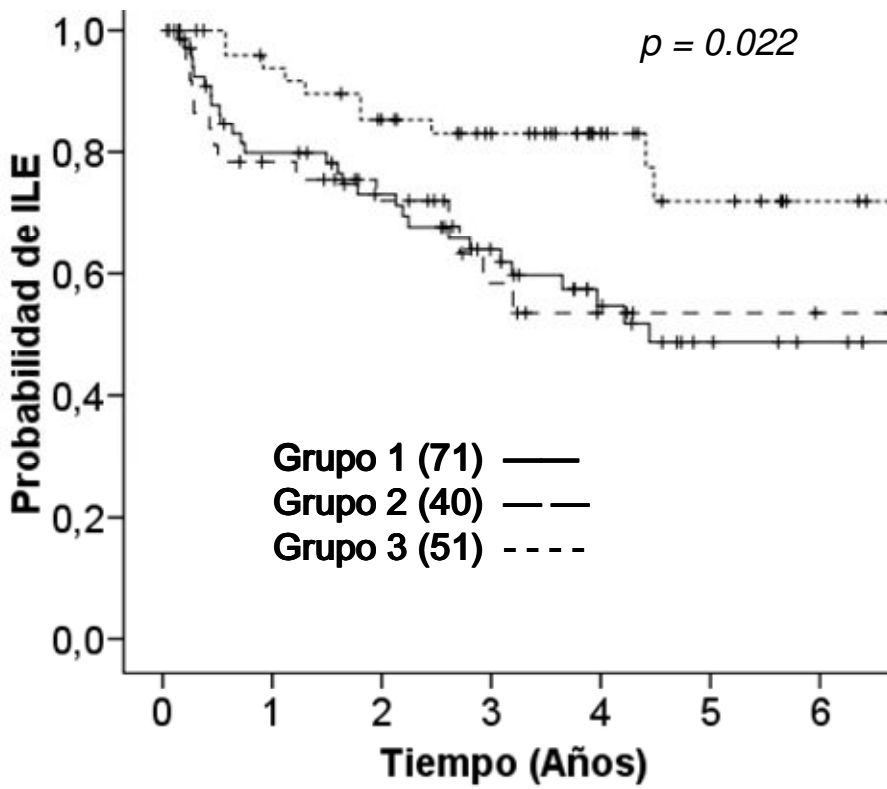 p = 0.022
Probabilidad de ILE
1,0
0,8
0,6
0,4
0,2
0,0
Grupo 1 (71)
Grupo 2 (40)
Grupo 3 (51)
0 1 2 3 4 5 6
Tiempo (Años)